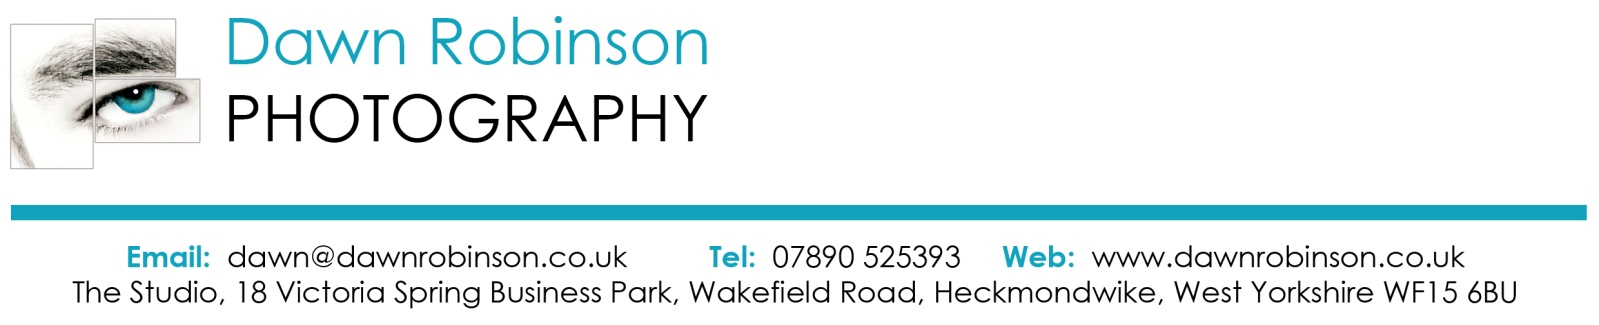 Dawn Robinson
PHOTOGRAPHY
Email: dawn@dawnrobinson.co.uk Tel: 07890 525393 Web: www.dawnrobinson.co.uk
The Studio, 18 Victoria Spring Business Park, Wakefield Road, Heckmondwike, West Yorkshire WF15 6BU